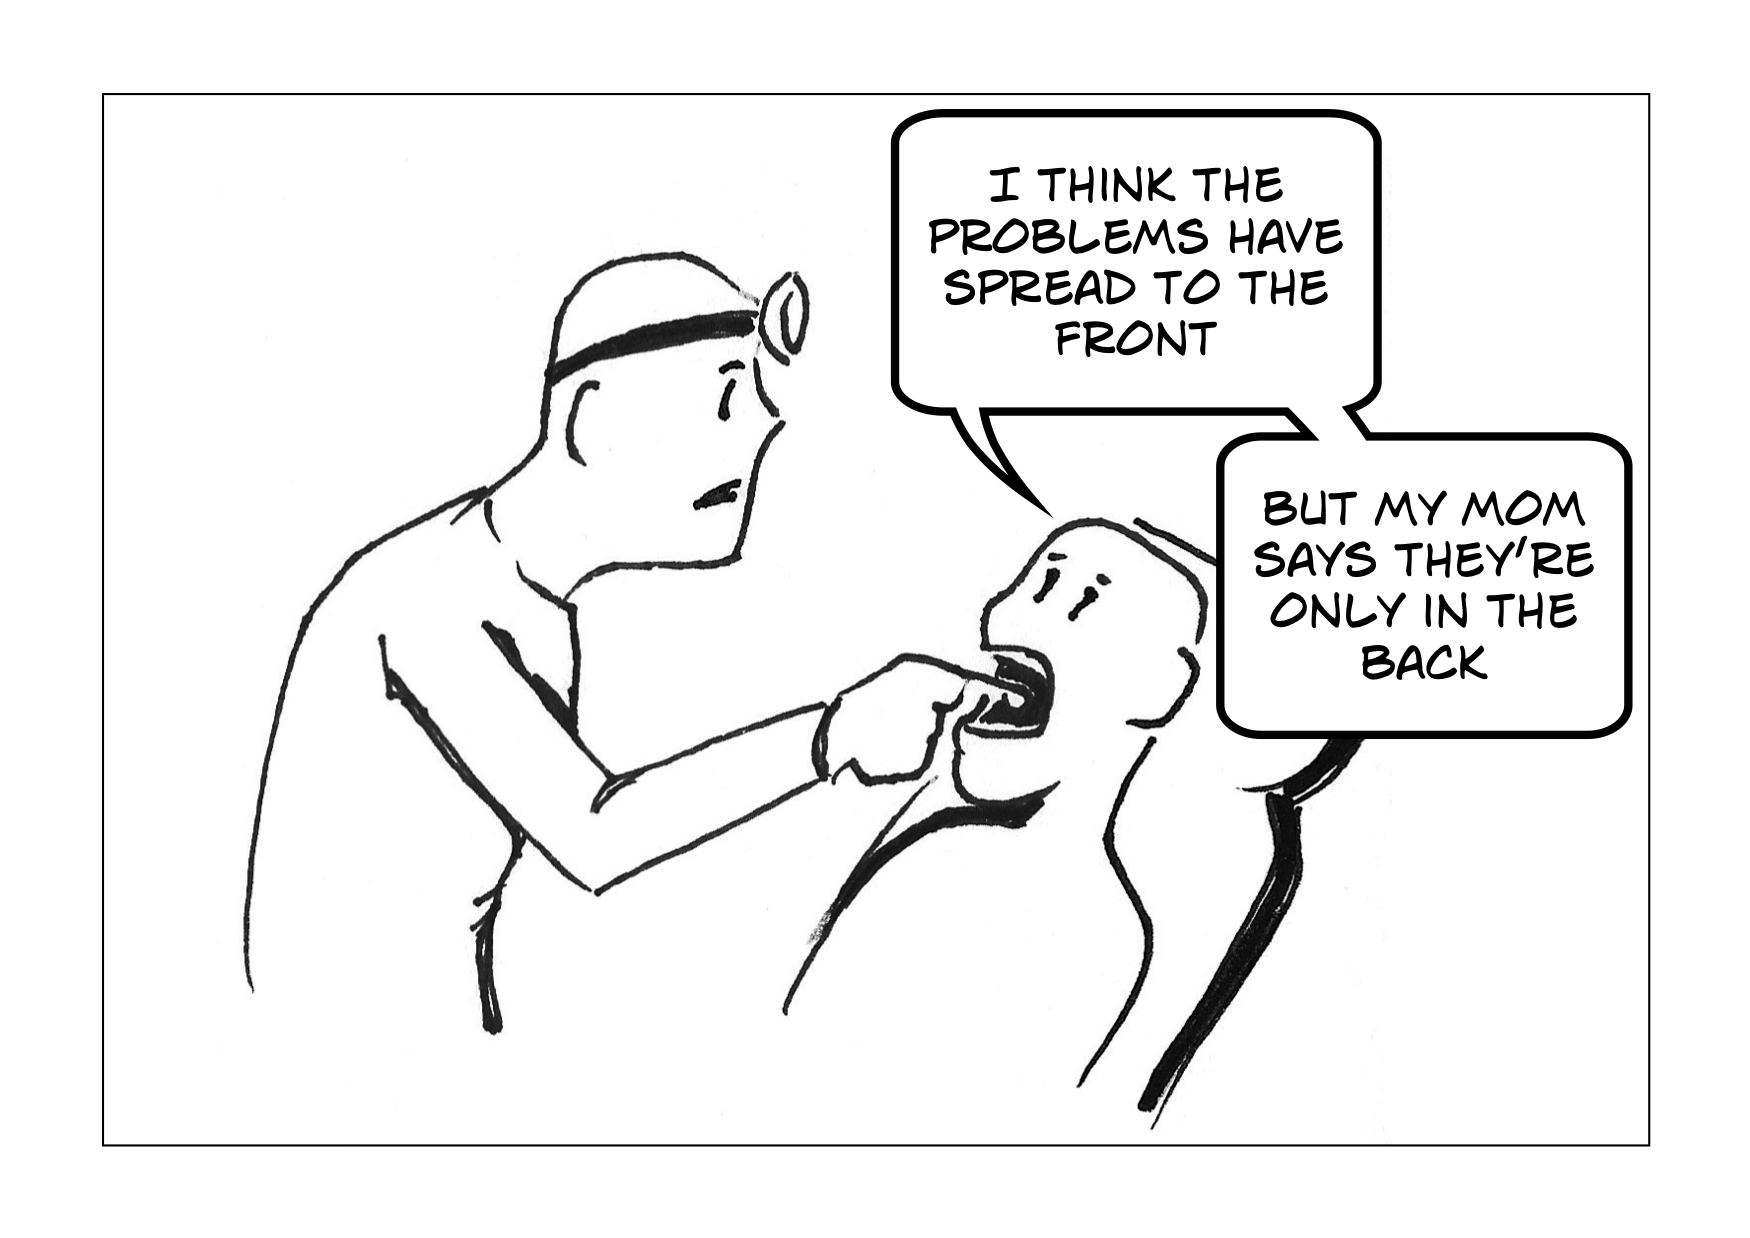 I THINK THE
PROBLEMS HAVE
SPREAD TO THE
FRONT
BUT MY MOM
SAYS THEY'RE
ONLY IN THE
BACK